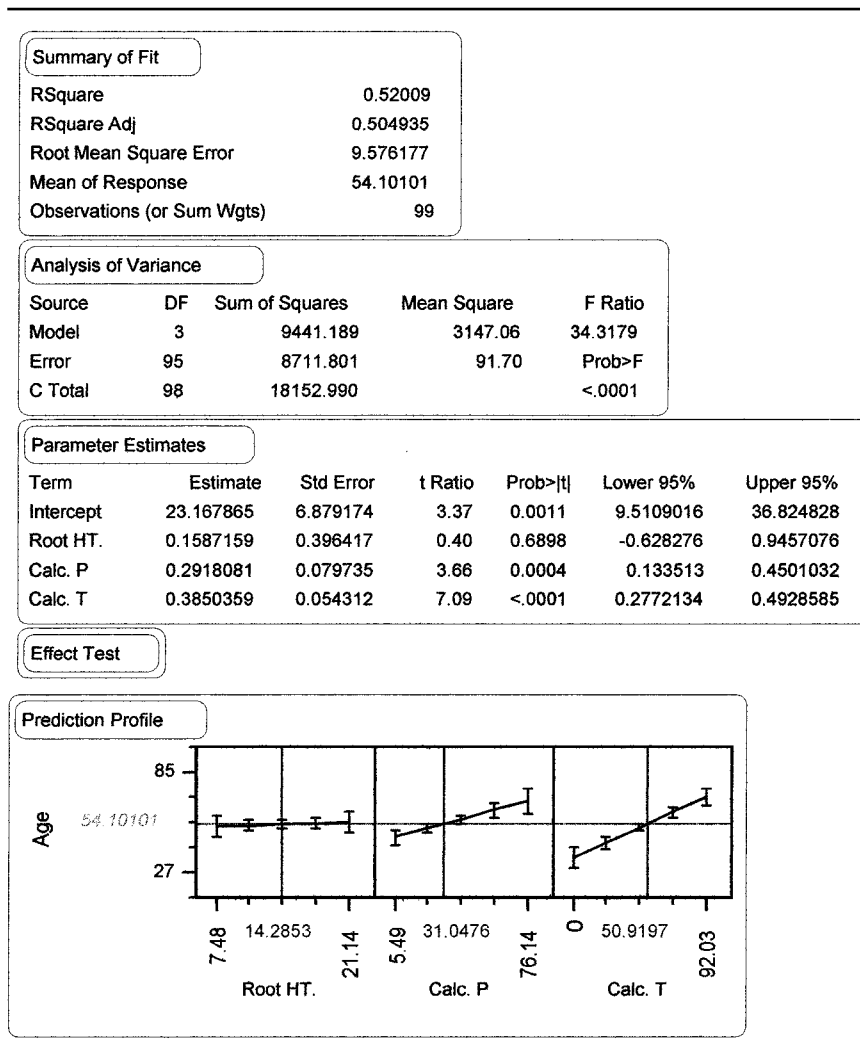 Summary of Fit
RSquare 0.52009
RSquare Adj 0.504935
Root Mean Square Error 9.576177
Mean of Response 54.10101
Observations (or Sum Wgts) 99
Analysis of Variance
Source DF Sum of Squares Mean Square F Ratio
Model 3 9441.189 3147.06 34.3179
Error 95 8711.801 91.70 Prob>F
C Total 98 18152.990 <.0001
Parameter Estimates
Term Estimate Std Error t Ratio Prob>|t| Lower 95% Upper 95%
Intercept 23.167865 6.879174 3.37 0.0011 9.5109016 36.824828
Root HT. 0.1587159 0.396417 0.40 0.6898 -0.628276 0.9457076
Calc. P 0.2918081 0.079735 3.66 0.0004 0.133513 0.4501032
Calc. T 0.3850359 0.054312 7.09 <.0001 0.2772134 0.4928585
Effect Test
Prediction Profile
85
Age 54.10101
27
7.48 14.2853 21.14 5.49 31.0476 76.14 0 50.9197 92.03
Root HT. Calc. P Calc. T